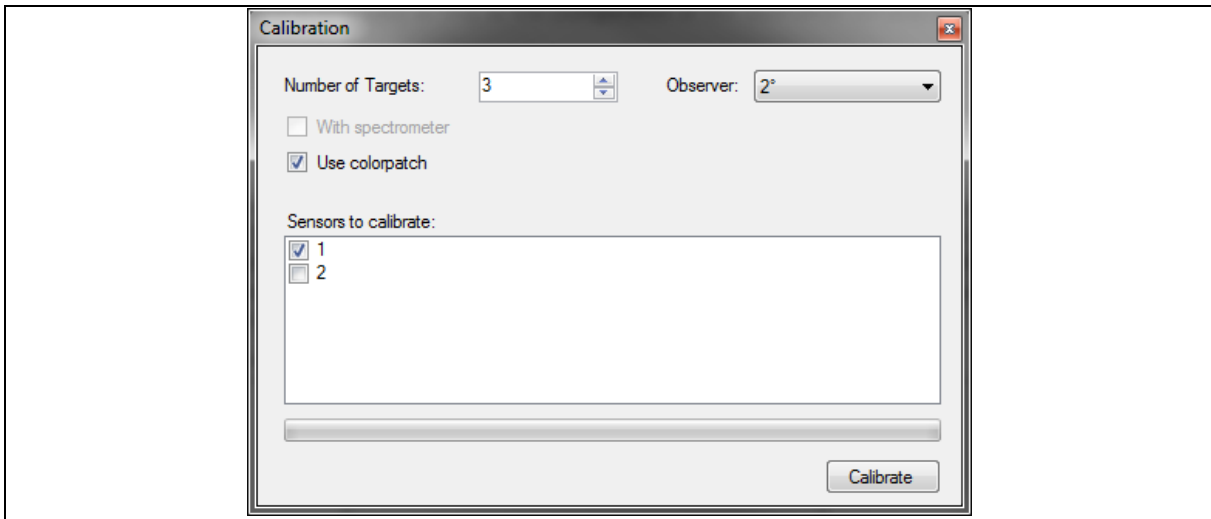 Calibration
Number of Targets: 3 Observer: 2°
With spectrometer
Use colorpatch
Sensors to calibrate:
1
2
Calibrate